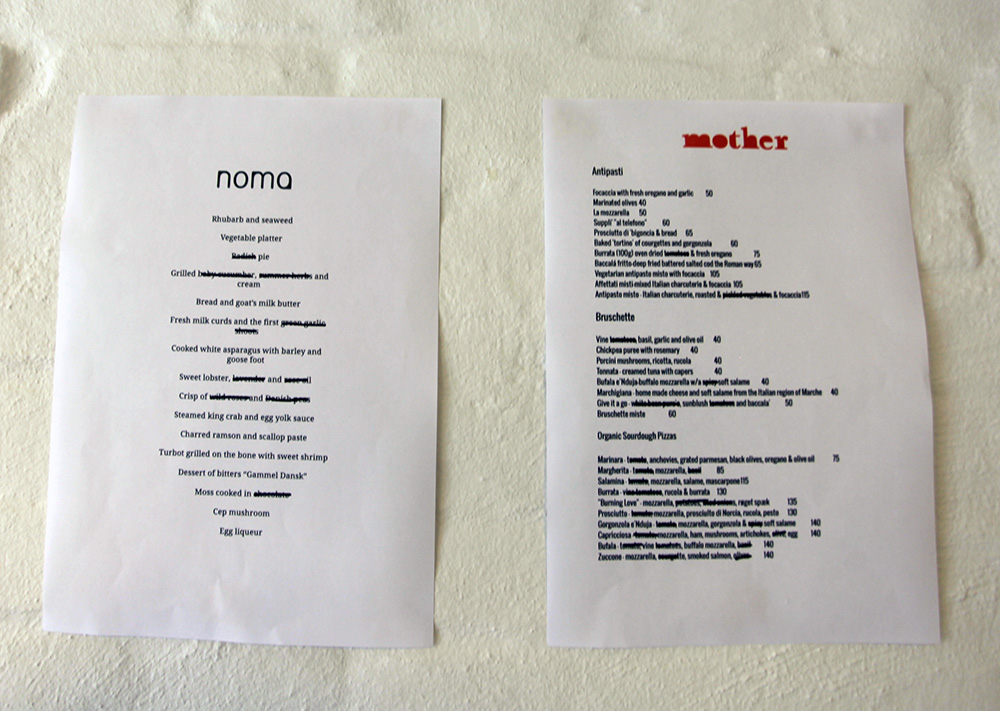 noma
Rhubarb and seaweed
Vegetable platter
Radish pie
Grilled baby cucumber, summer herbs and
cream
Bread and goat's milk butter
Fresh milk curds and the first green garlic
shoots
Cooked white asparagus with barley and
goose foot
Sweet lobster, lavender and rose oil
Crisp of wild roses and Danish peas
Steamed king crab and egg yolk sauce
Charred ramson and scallop paste
Turbot grilled on the bone with sweet shrimp
Dessert of bitters "Gammel Dansk"
Moss cooked in chocolate
Cep mushroom
Egg liqueur
mother
Antipasti
Focaccia with fresh oregano and garlic 50
Marinated olives 40
La mozzarella 50
Suppli' "al telefono" 60
Prosciutto di 'bigoncia & bread 65
Baked 'tortino' of courgettes and gorgonzola 60
Burrata (100g) oven dried tomatoes & fresh oregano 75
Baccalá fritto-deep fried battered salted cod the Roman way 65
Vegetarian antipasto misto with focaccia 105
Affettati misti-mixed Italian charcuterie & focaccia 105
Antipasto misto - Italian charcuterie, roasted & pickled vegetables & focaccia 115
Bruschette
Vine tomatoes, basil, garlic and olive oil 40
Chickpea puree with rosemary 40
Porcini mushrooms, ricotta, rucola 40
Tonnata - creamed tuna with capers 40
Bufala e'Nduja-buffalo mozzarella w/a spicy soft salame 40
Marchigiana - home made cheese and soft salame from the Italian region of Marche 40
Give it a go - white bean purée, sunblush tomatoes and baccala' 50
Bruschette miste 60
Organic Sourdough Pizzas
Marinara - tomato, anchovies, grated parmesan, black olives, oregano & olive oil 75
Margherita - tomato, mozzarella, basil 85
Salamina - tomato, mozzarella, salame, mascarpone 115
Burrata - vine tomatoes, rucola & burrata 130
"Burning Love" - mozzarella, potatoes, fried onions, røget spæk 135
Prosciutto - tomato mozzarella, prosciutto di Norcia, rucola, pesto 130
Gorgonzola e'Nduja - tomato, mozzarella, gorgonzola & spicy soft salame 140
Capricciosa - tomato, mozzarella, ham, mushrooms, artichokes, olive, egg 140
Bufala - tomato, vine tomatoes, buffalo mozzarella, basil 140
Zuccone - mozzarella, courgette, smoked salmon, 140